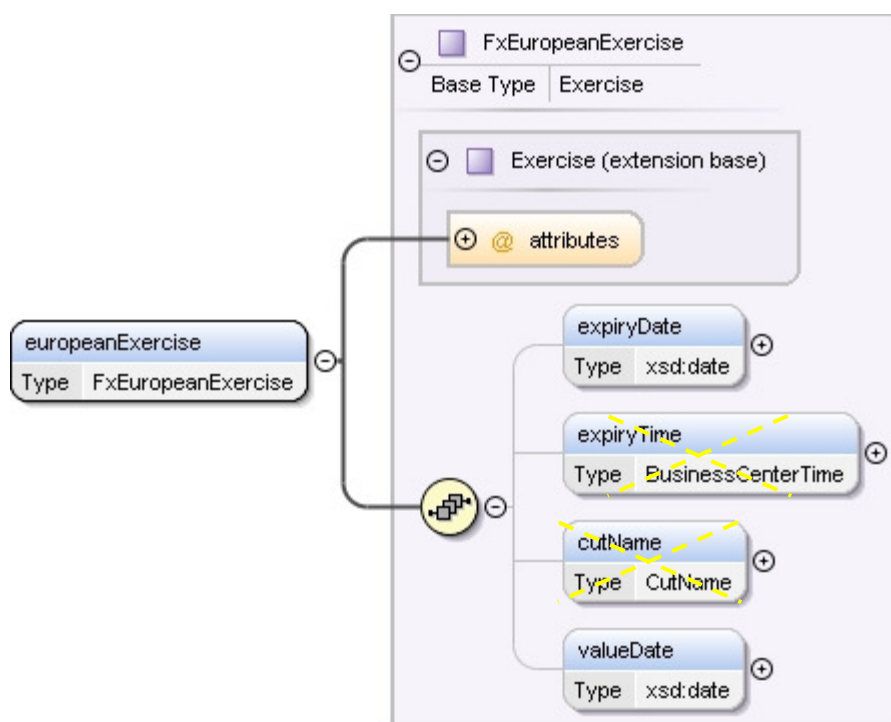 FxEuropeanExercise
Base Type Exercise
Exercise (extension base)
@ attributes
europeanExercise
Type FxEuropeanExercise
expiryDate
Type xsd:date
expiryTime
Type BusinessCenterTime
cutName
Type CutName
valueDate
Type xsd:date